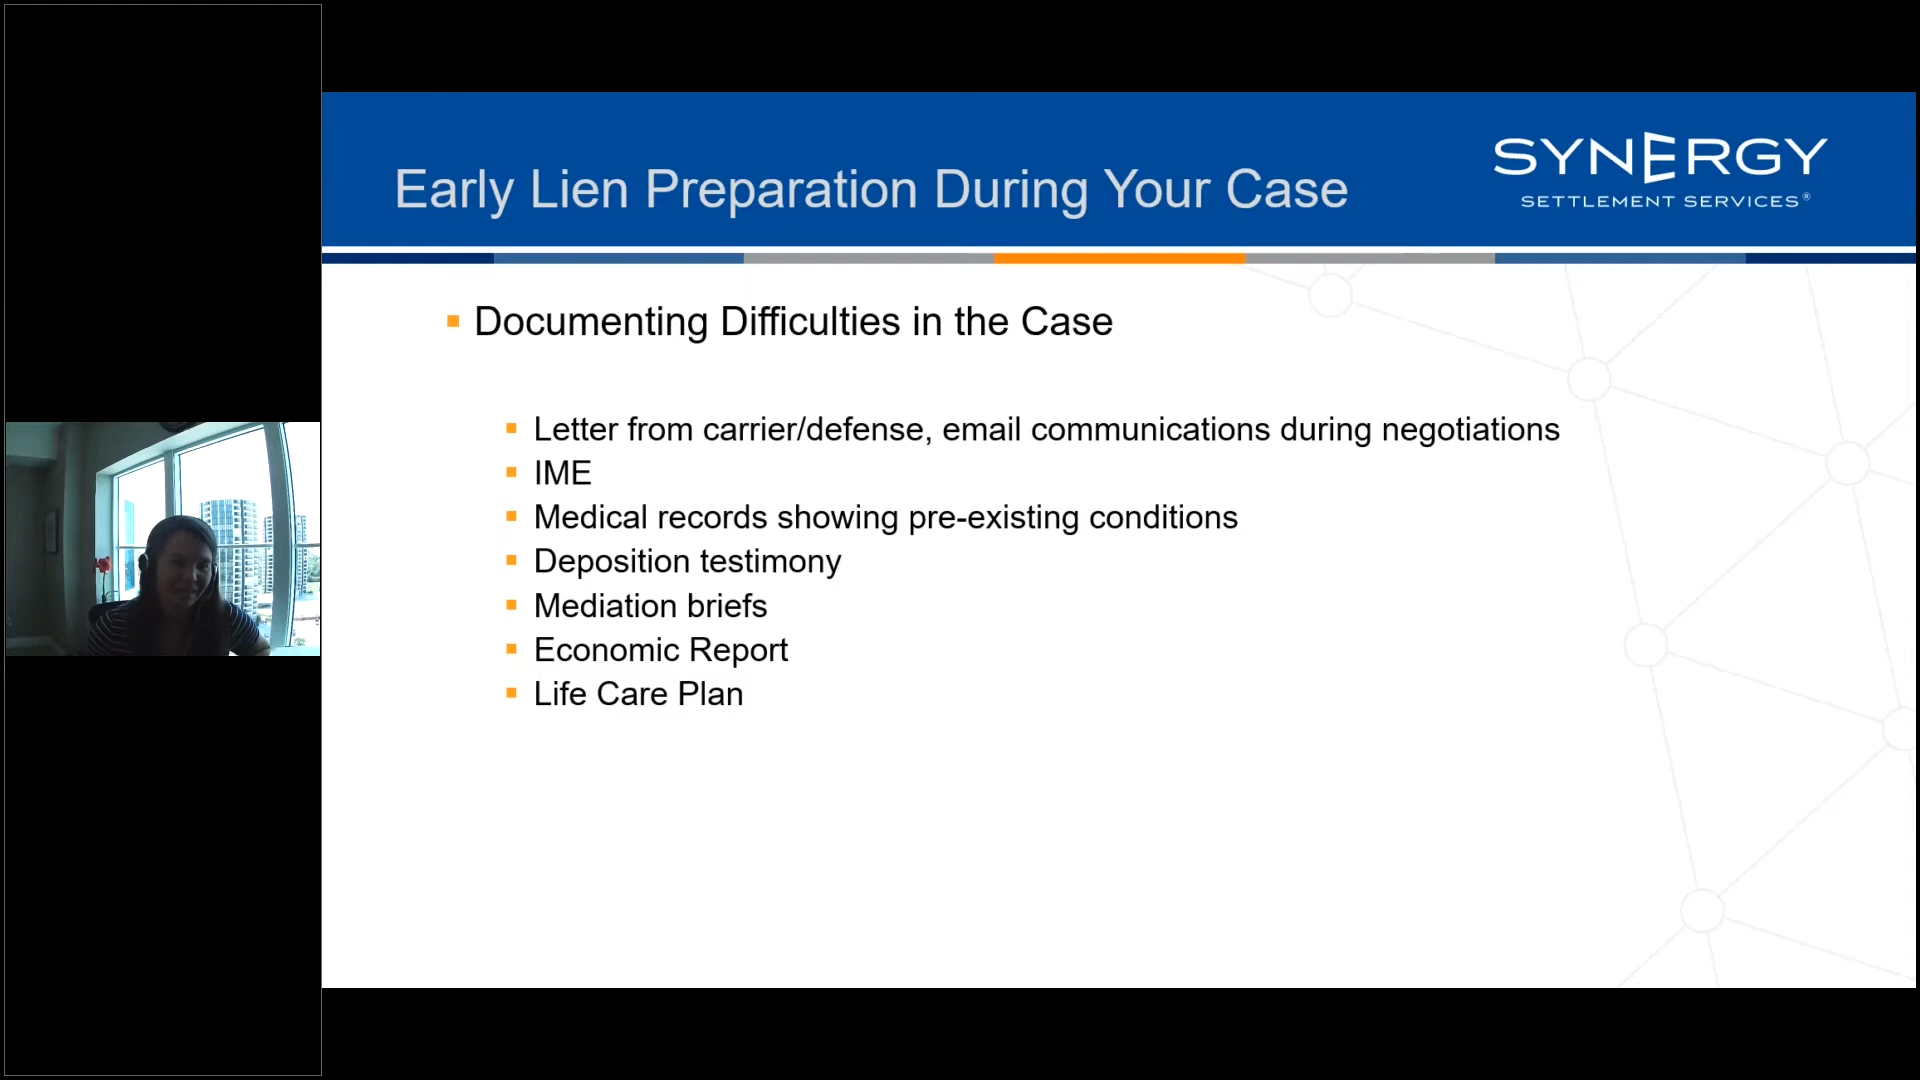 Early Lien Preparation During Your Case
SYNERGY
SETTLEMENT SERVICES®
Documenting Difficulties in the Case
Letter from carrier/defense, email communications during negotiations
IME
Medical records showing pre-existing conditions
Deposition testimony
Mediation briefs
Economic Report
Life Care Plan